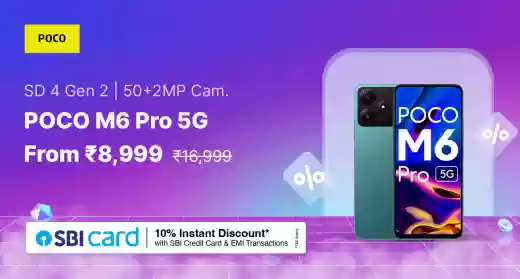 POCO
SD 4 Gen 2 | 50+2MP Cam.
POCO M6 Pro 5G
From ₹8,999 ₹16,999
POCO
M6
Pro 5G
%
%
SBI card
10% Instant Discount*
with SBI Credit Card & EMI Transactions